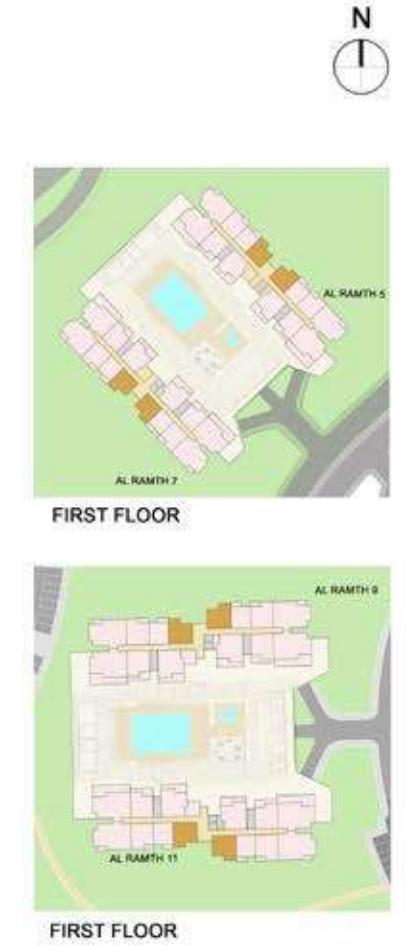 N
AL RAMTH 5
AL RAMTH 7
FIRST FLOOR
AL RAMTH 9
AL RAMTH 11
FIRST FLOOR